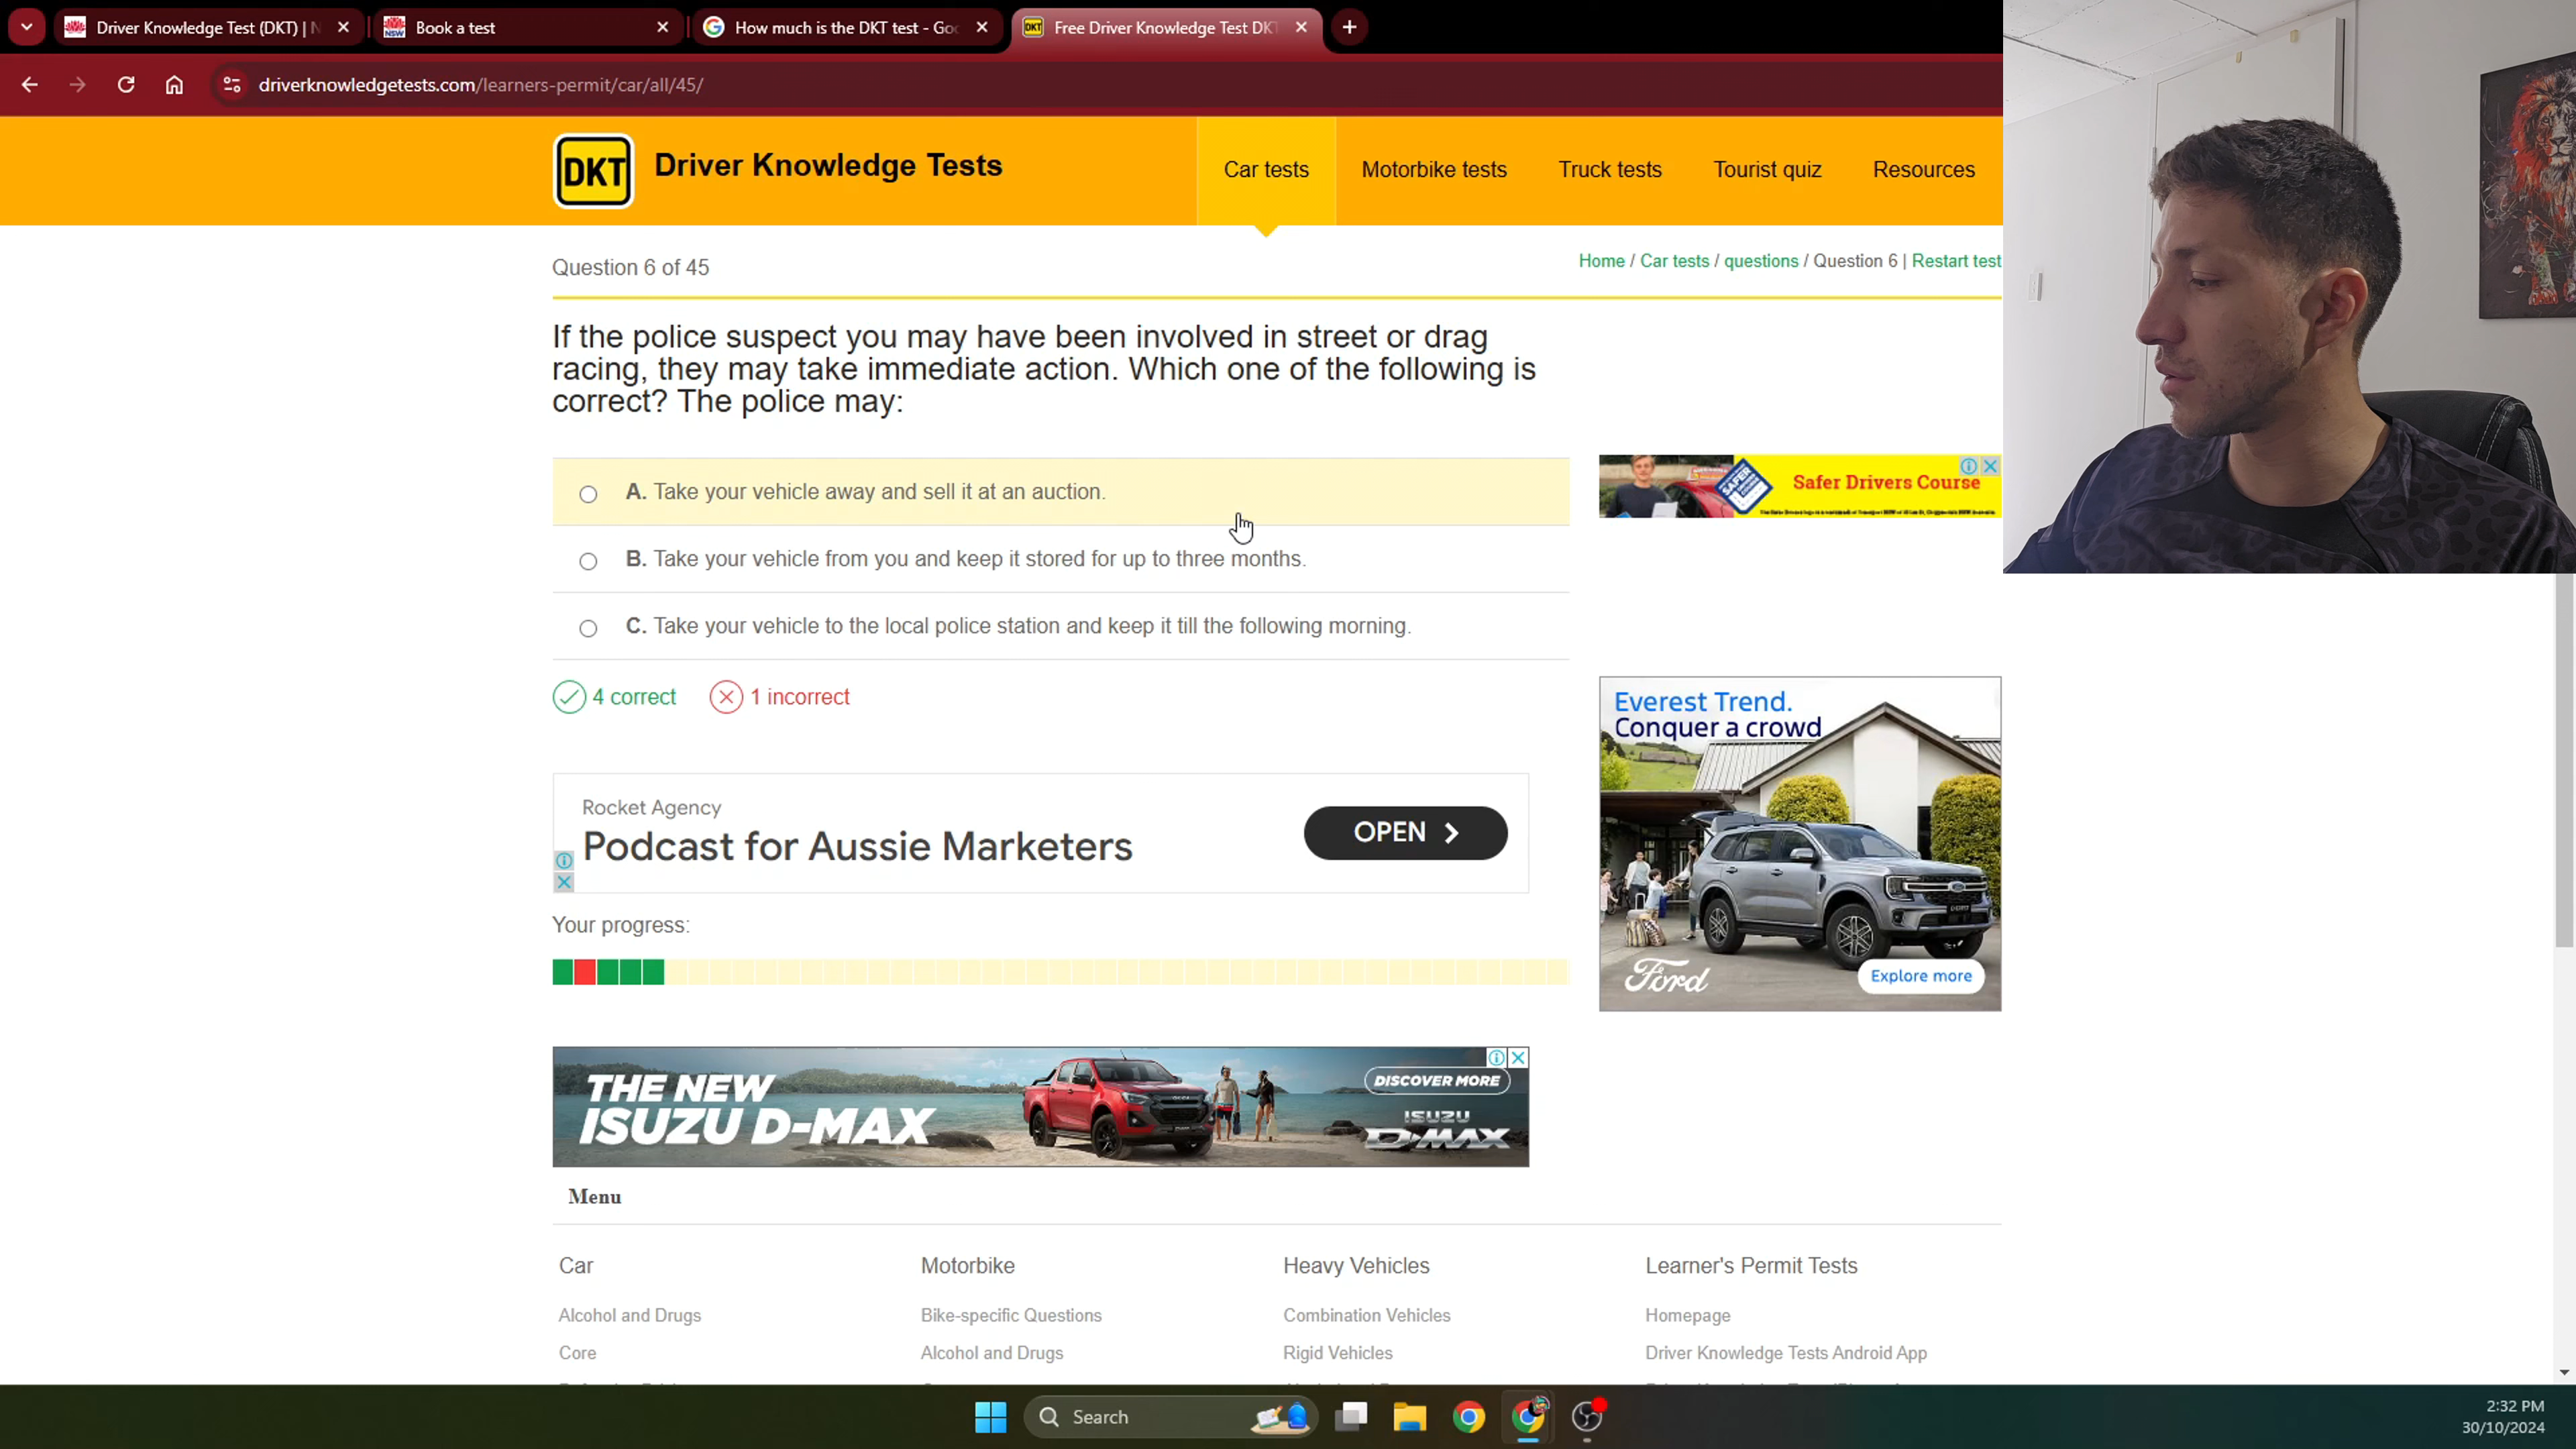 Driver Knowledge Test (DKT) | N
Book a test
How much is the DKT test - Goo
Free Driver Knowledge Test DKT
driverknowledgetests.com/learners-permit/car/all/45/
DKT
Driver Knowledge Tests
Car tests
Motorbike tests
Truck tests
Tourist quiz
Resources
Question 6 of 45
Home / Car tests / questions / Question 6 | Restart test
If the police suspect you may have been involved in street or drag
racing, they may take immediate action. Which one of the following is
correct? The police may:
A. Take your vehicle away and sell it at an auction.
B. Take your vehicle from you and keep it stored for up to three months.
C. Take your vehicle to the local police station and keep it till the following morning.
Safer Drivers Course
4 correct
1 incorrect
Everest Trend.
Conquer a crowd
Ford
Explore more
Rocket Agency
Podcast for Aussie Marketers
OPEN
Your progress:
THE NEW
ISUZU D-MAX
DISCOVER MORE
ISUZU
D-MAX
Menu
Car
Motorbike
Heavy Vehicles
Learner's Permit Tests
Alcohol and Drugs
Bike-specific Questions
Combination Vehicles
Homepage
Core
Alcohol and Drugs
Rigid Vehicles
Driver Knowledge Tests Android App
Search
2:32 PM
30/10/2024